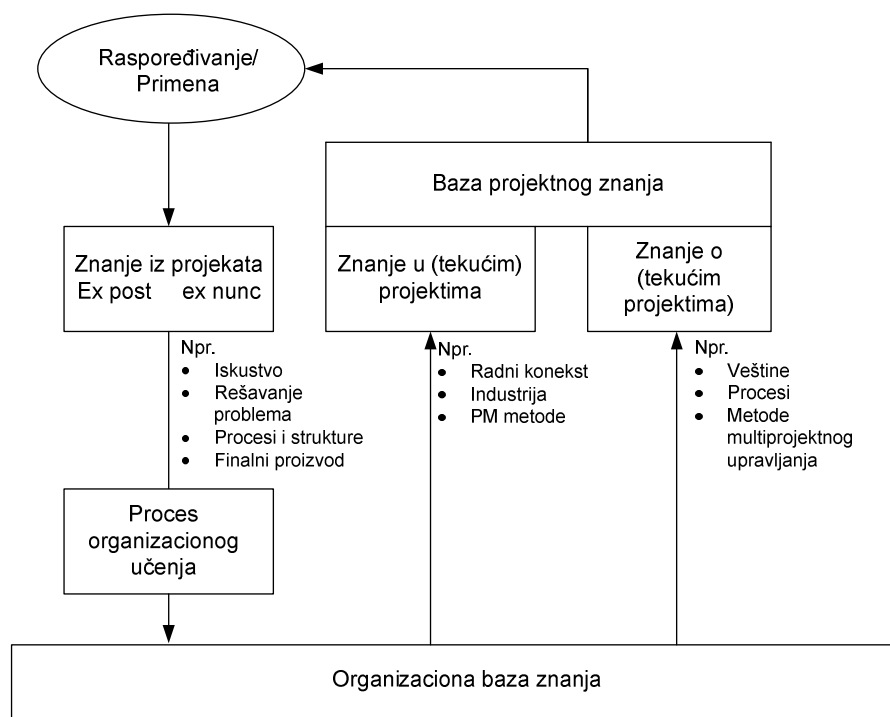 Raspoređivanje/
Primena
Baza projektnog znanja
Znanje iz projekata
Ex post ex nunc
Znanje u (tekućim)
projektima
Znanje o
(tekućim
projektima)
Npr.
• Iskustvo
• Rešavanje
problema
• Procesi i strukture
• Finalni proizvod
Npr.
• Radni konekst
• Industrija
• PM metode
Npr.
• Veštine
• Procesi
• Metode
multiprojektnog
upravljanja
Proces
organizacionog
učenja
Organizaciona baza znanja